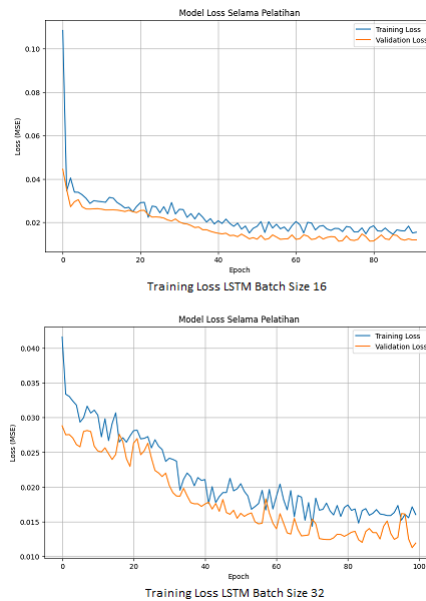 Model Loss Selama Pelatihan
Training Loss
Validation Loss
0.10
0.08
0.06
0.04
0.02
Loss (MSE)
0 20 40 60 80
Epoch
Training Loss LSTM Batch Size 16
Model Loss Selama Pelatihan
Training Loss
Validation Loss
0.040
0.035
0.030
0.025
0.020
0.015
0.010
Loss (MSE)
0 20 40 60 80 100
Epoch
Training Loss LSTM Batch Size 32